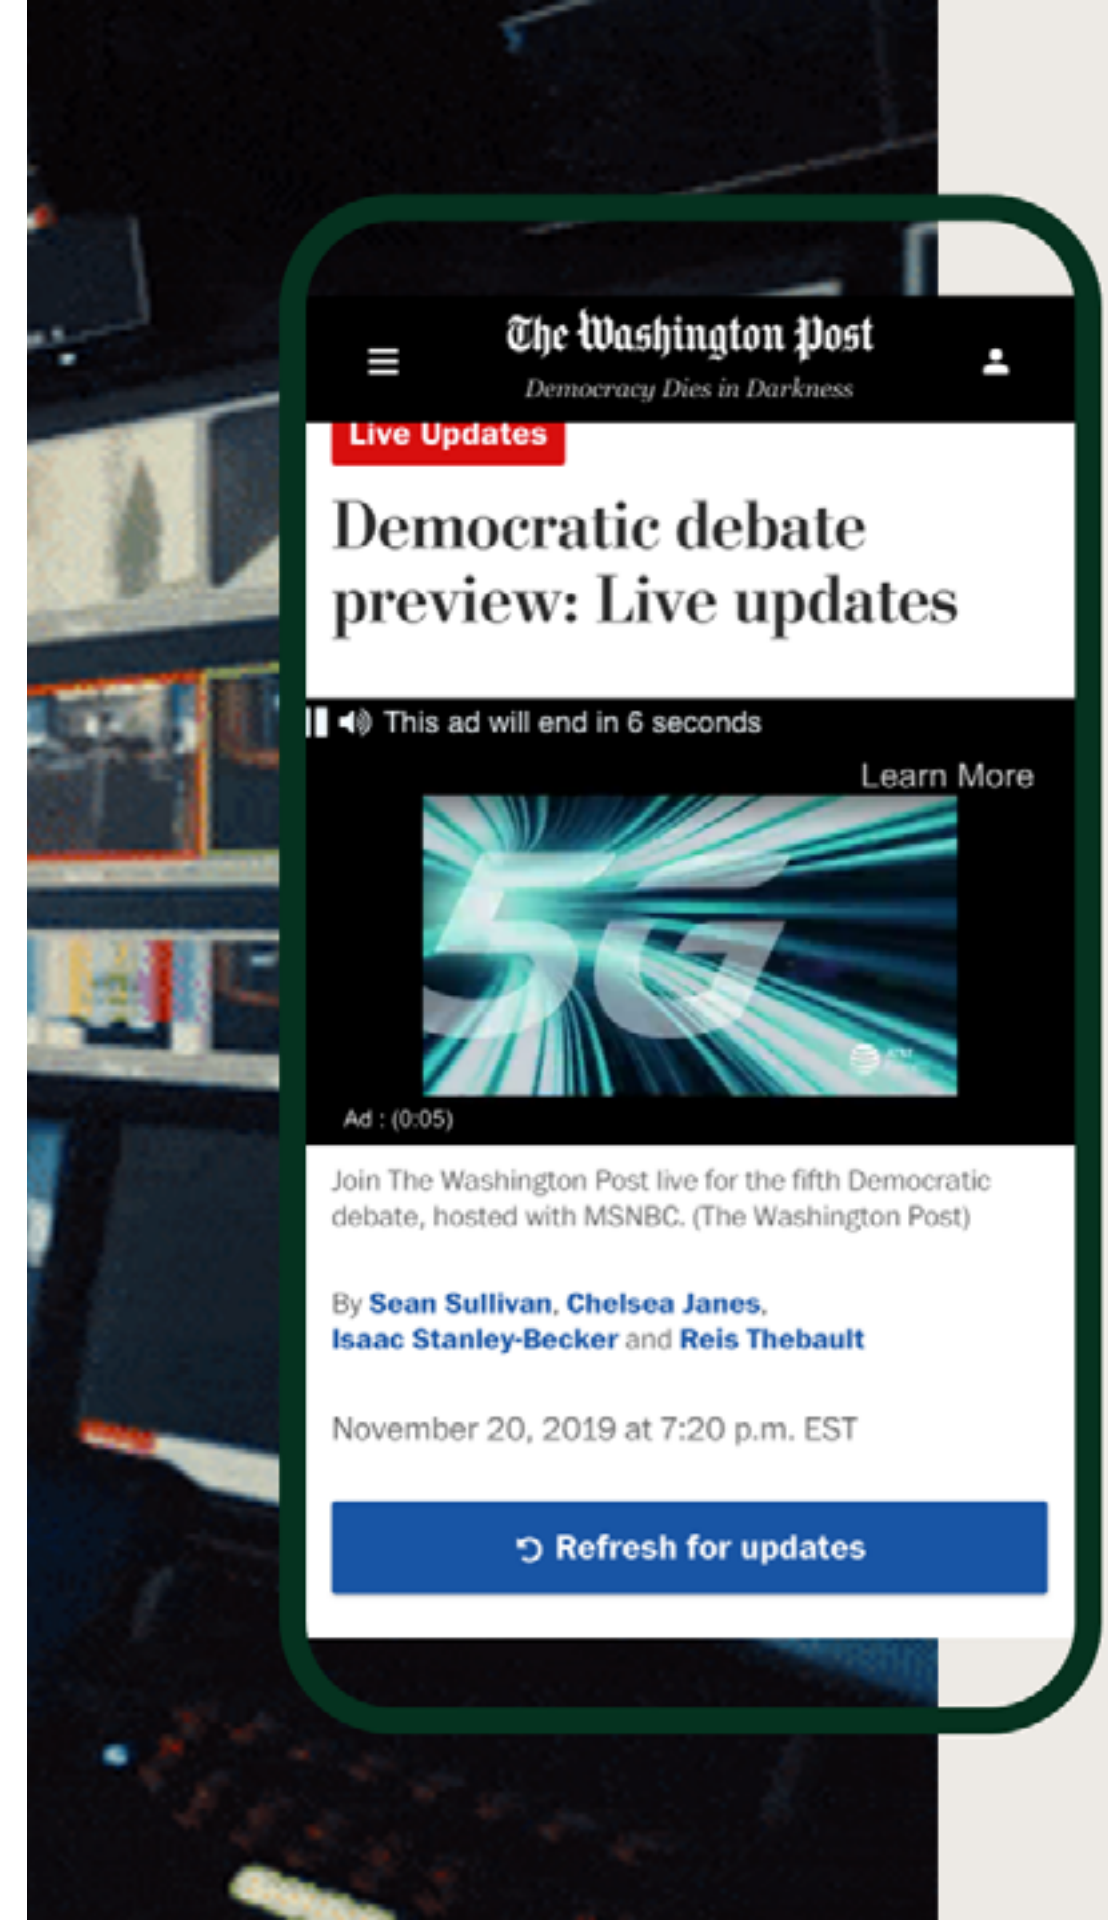 The Washington Post
Democracy Dies in Darkness
Live Updates
Democratic debate
preview: Live updates
This ad will end in 6 seconds
Learn More
5G
Ad : (0:05)
Join The Washington Post live for the fifth Democratic
debate, hosted with MSNBC. (The Washington Post)
By Sean Sullivan, Chelsea Janes,
Isaac Stanley-Becker and Reis Thebault
November 20, 2019 at 7:20 p.m. EST
Refresh for updates